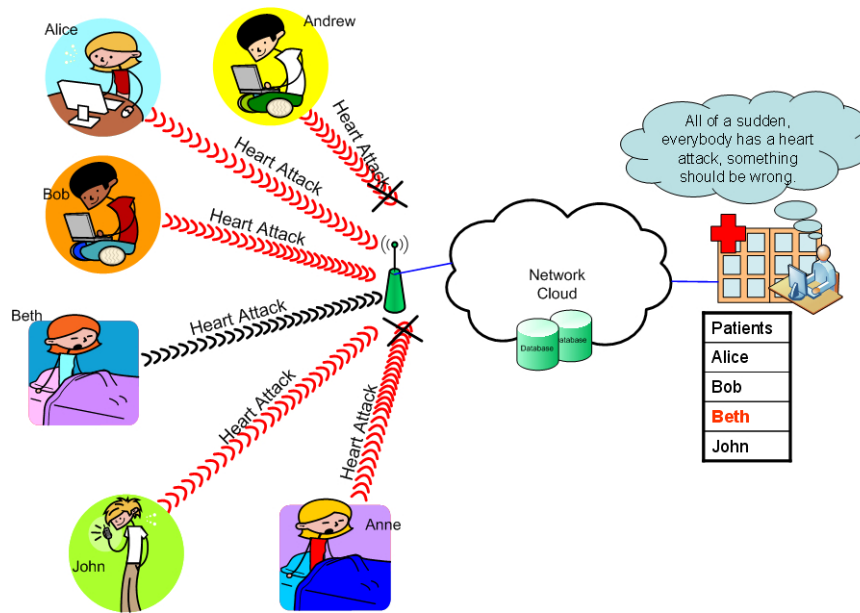 Alice
Andrew
Heart Attack
Heart Attack
All of a sudden,
everybody has a heart
attack, something
should be wrong.
Bob
Heart Attack
Beth
Heart Attack
Network
Cloud
Database
atabase
Patients
Alice
Bob
Beth
John
Heart Attack
Heart Attack
John
Anne